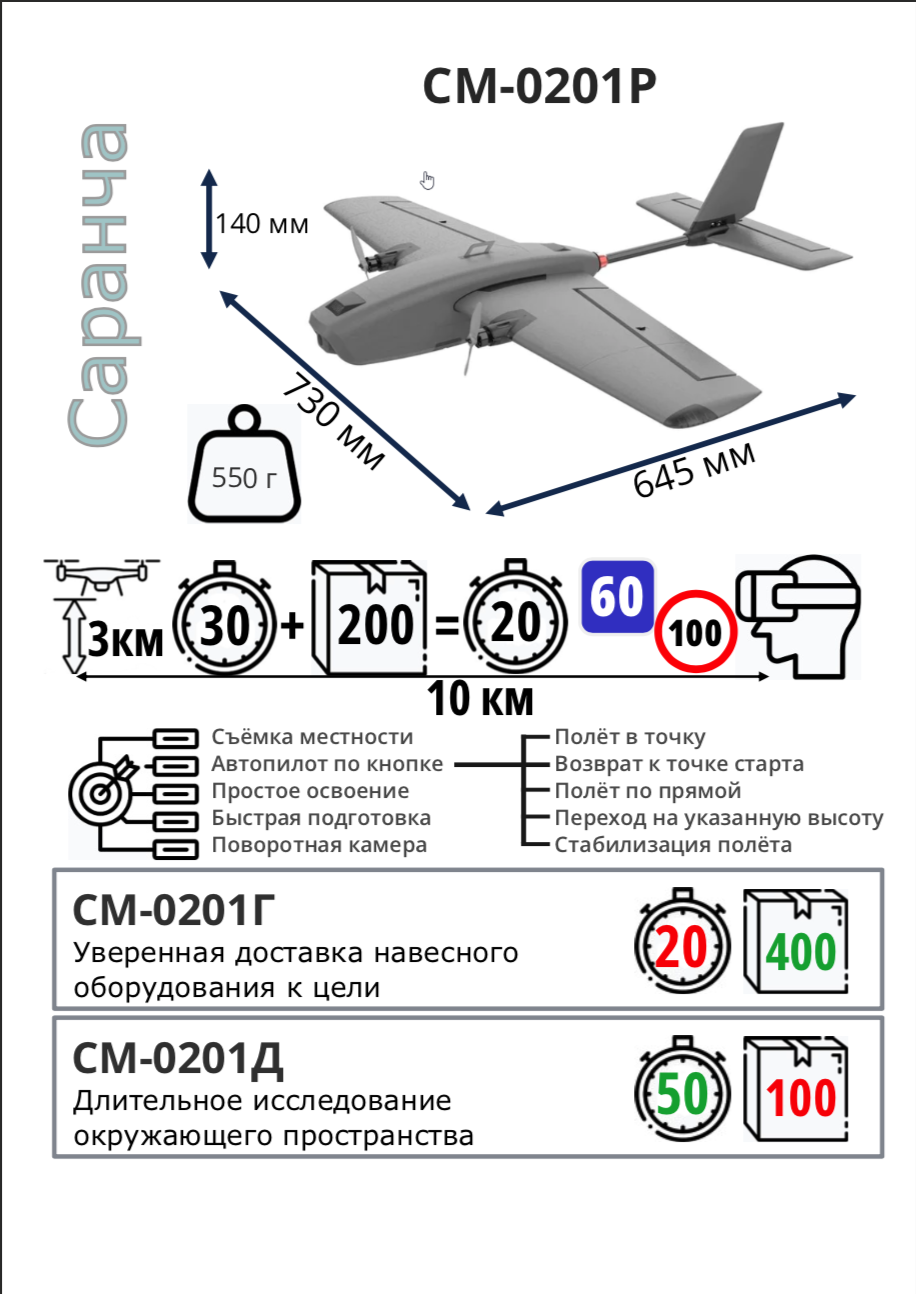 СМ-0201Р
Саранча
140 мм
730 мм
645 мм
550 г
3км
30
+
200
=
20
60
100
10 км
Съёмка местности
Автопилот по кнопке
Простое освоение
Быстрая подготовка
Поворотная камера
Полёт в точку
Возврат к точке старта
Полёт по прямой
Переход на указанную высоту
Стабилизация полёта
СМ-0201Г
Уверенная доставка навесного
оборудования к цели
20
400
СМ-0201Д
Длительное исследование
окружающего пространства
50
100